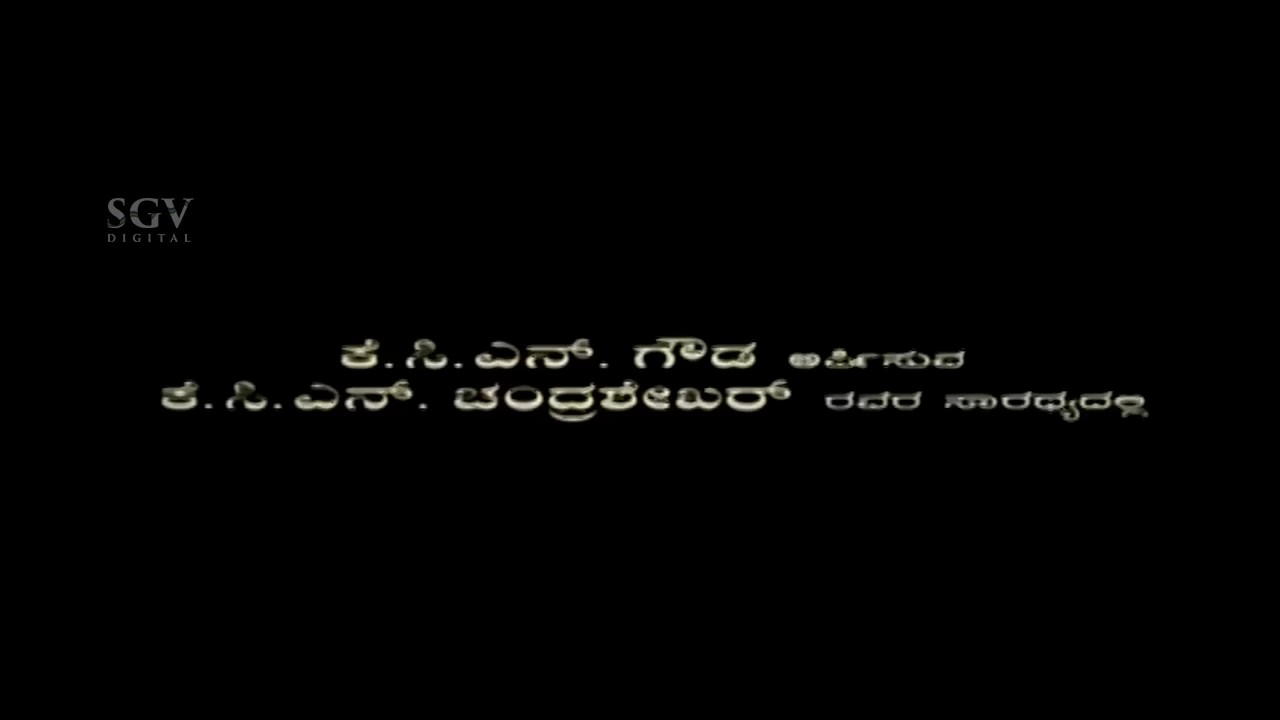 SGV
DIGITAL
ಕೆ.ಸಿ.ಎನ್. ಗೌಡ ಅರ್ಪಿಸುವ
ಕೆ.ಸಿ.ಎನ್. ಚಂದ್ರಶೇಖರ್ ರವರ ಸಾರಥ್ಯದಲ್ಲಿ